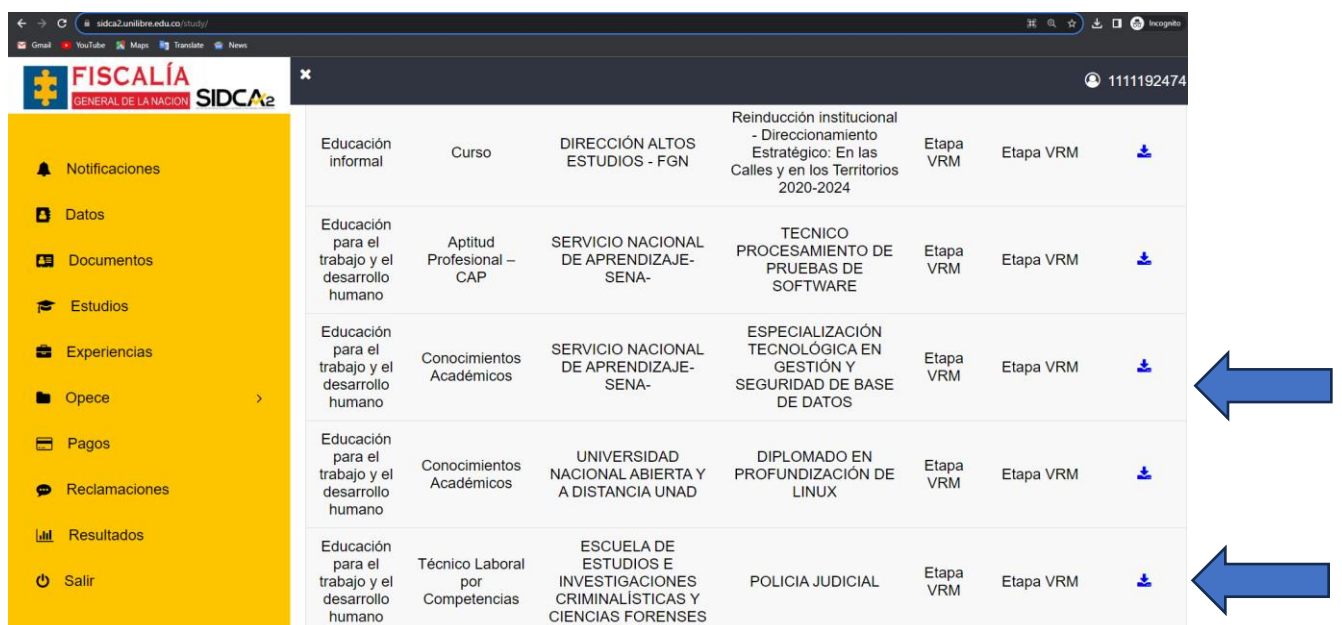 sidca2.unilibre.edu.co/study/
Incognito
Gmail YouTube Maps Translate News
FISCALÍA
GENERAL DE LA NACION SIDCA2
1111192474
Notificaciones
Datos
Documentos
Estudios
Experiencias
Opece
Pagos
Reclamaciones
Resultados
Salir
Educación
informal
Curso
DIRECCIÓN ALTOS
ESTUDIOS - FGN
Reinducción institucional
- Direccionamiento
Estratégico: En las
Calles y en los Territorios
2020-2024
Etapa
VRM
Etapa VRM
Educación
para el
trabajo y el
desarrollo
humano
Aptitud
Profesional –
CAP
SERVICIO NACIONAL
DE APRENDIZAJE-
SENA-
TECNICO
PROCESAMIENTO DE
PRUEBAS DE
SOFTWARE
Etapa
VRM
Etapa VRM
Educación
para el
trabajo y el
desarrollo
humano
Conocimientos
Académicos
SERVICIO NACIONAL
DE APRENDIZAJE-
SENA-
ESPECIALIZACIÓN
TECNOLÓGICA EN
GESTIÓN Y
SEGURIDAD DE BASE
DE DATOS
Etapa
VRM
Etapa VRM
Educación
para el
trabajo y el
desarrollo
humano
Conocimientos
Académicos
UNIVERSIDAD
NACIONAL ABIERTA Y
A DISTANCIA UNAD
DIPLOMADO EN
PROFUNDIZACIÓN DE
LINUX
Etapa
VRM
Etapa VRM
Educación
para el
trabajo y el
desarrollo
humano
Técnico Laboral
por
Competencias
ESCUELA DE
ESTUDIOS E
INVESTIGACIONES
CRIMINALÍSTICAS Y
CIENCIAS FORENSES
POLICIA JUDICIAL
Etapa
VRM
Etapa VRM